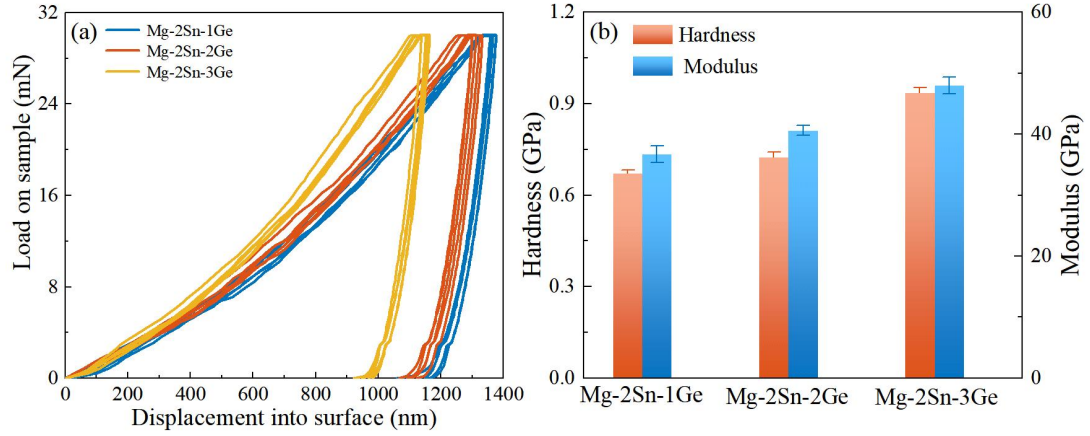 (a)
Mg-2Sn-1Ge
Mg-2Sn-2Ge
Mg-2Sn-3Ge
32
24
16
8
0
Load on sample (mN)
0 200 400 600 800 1000 1200 1400
Displacement into surface (nm)
(b)
Hardness
Modulus
1.2
0.9
0.6
0.3
0.0
Hardness (GPa)
60
40
20
0
Modulus (GPa)
Mg-2Sn-1Ge Mg-2Sn-2Ge Mg-2Sn-3Ge